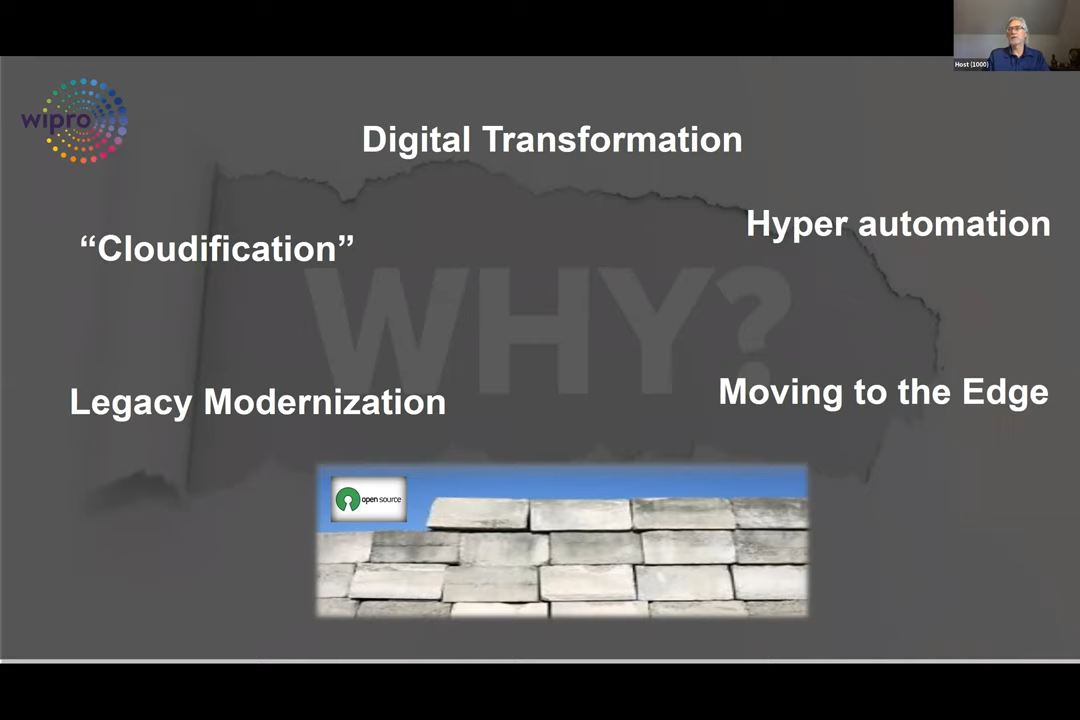 Host (1000)
wipro
Digital Transformation
Hyper automation
“Cloudification”
WHY?
Moving to the Edge
Legacy Modernization
open source